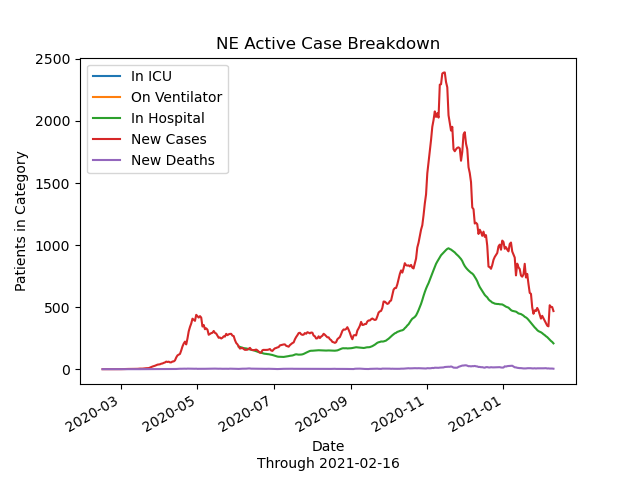 NE Active Case Breakdown
In ICU
On Ventilator
In Hospital
New Cases
New Deaths
Patients in Category
2500
2000
1500
1000
500
0
2020-03
2020-05
2020-07
2020-09
2020-11
2021-01
Date
Through 2021-02-16